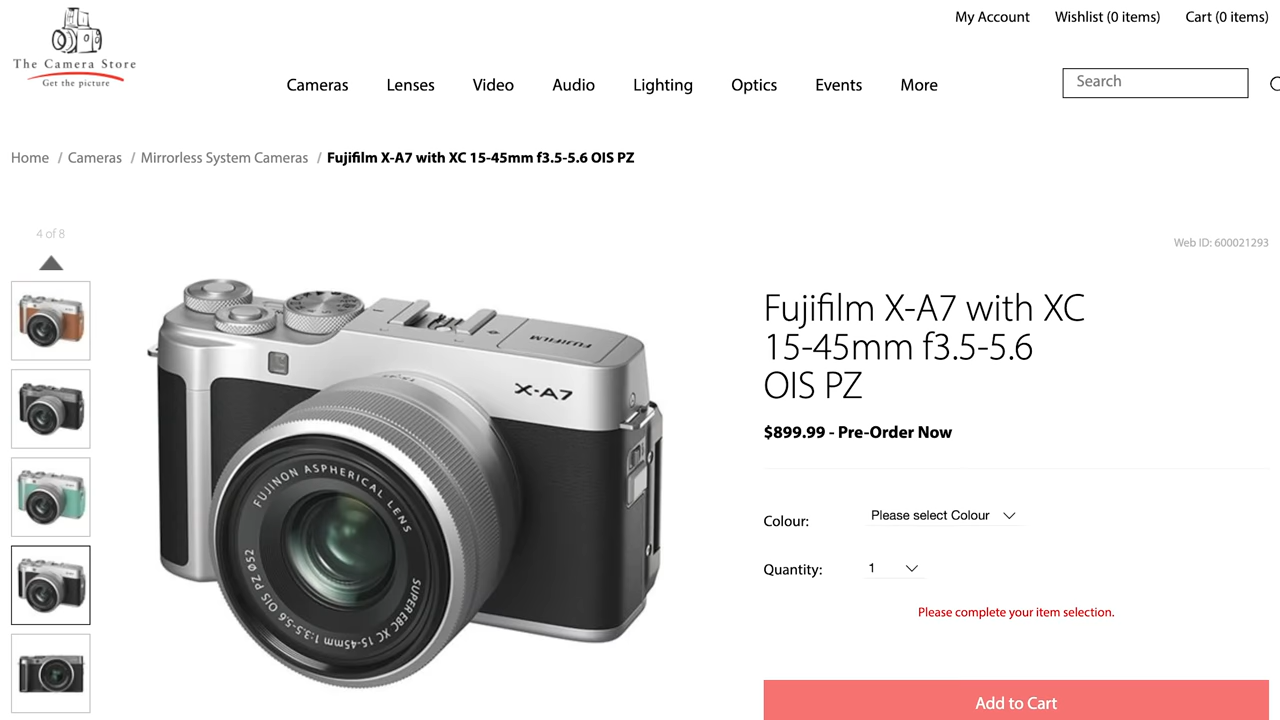 My Account
Wishlist (0 items)
Cart (0 items)
The Camera Store
Get the picture
Cameras
Lenses
Video
Audio
Lighting
Optics
Events
More
Search
Home / Cameras / Mirrorless System Cameras / Fujifilm X-A7 with XC 15-45mm f3.5-5.6 OIS PZ
4 of 8
Web ID: 600021293
FUJIFILM
X-A7
FUJINON ASPHERICAL LENS
SUPER EBC XC 15-45mm 1:3.5-5.6 OIS PZ Ø52
Fujifilm X-A7 with XC
15-45mm f3.5-5.6
OIS PZ
$899.99 - Pre-Order Now
Colour:
Please select Colour
Quantity:
1
Please complete your item selection.
Add to Cart